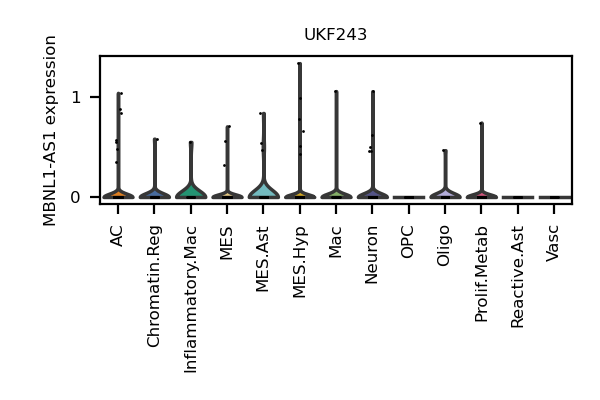 UKF243
MBNL1-AS1 expression
1
0
AC
Chromatin.Reg
Inflammatory.Mac
MES
MES.Ast
MES.Hyp
Mac
Neuron
OPC
Oligo
Prolif.Metab
Reactive.Ast
Vasc